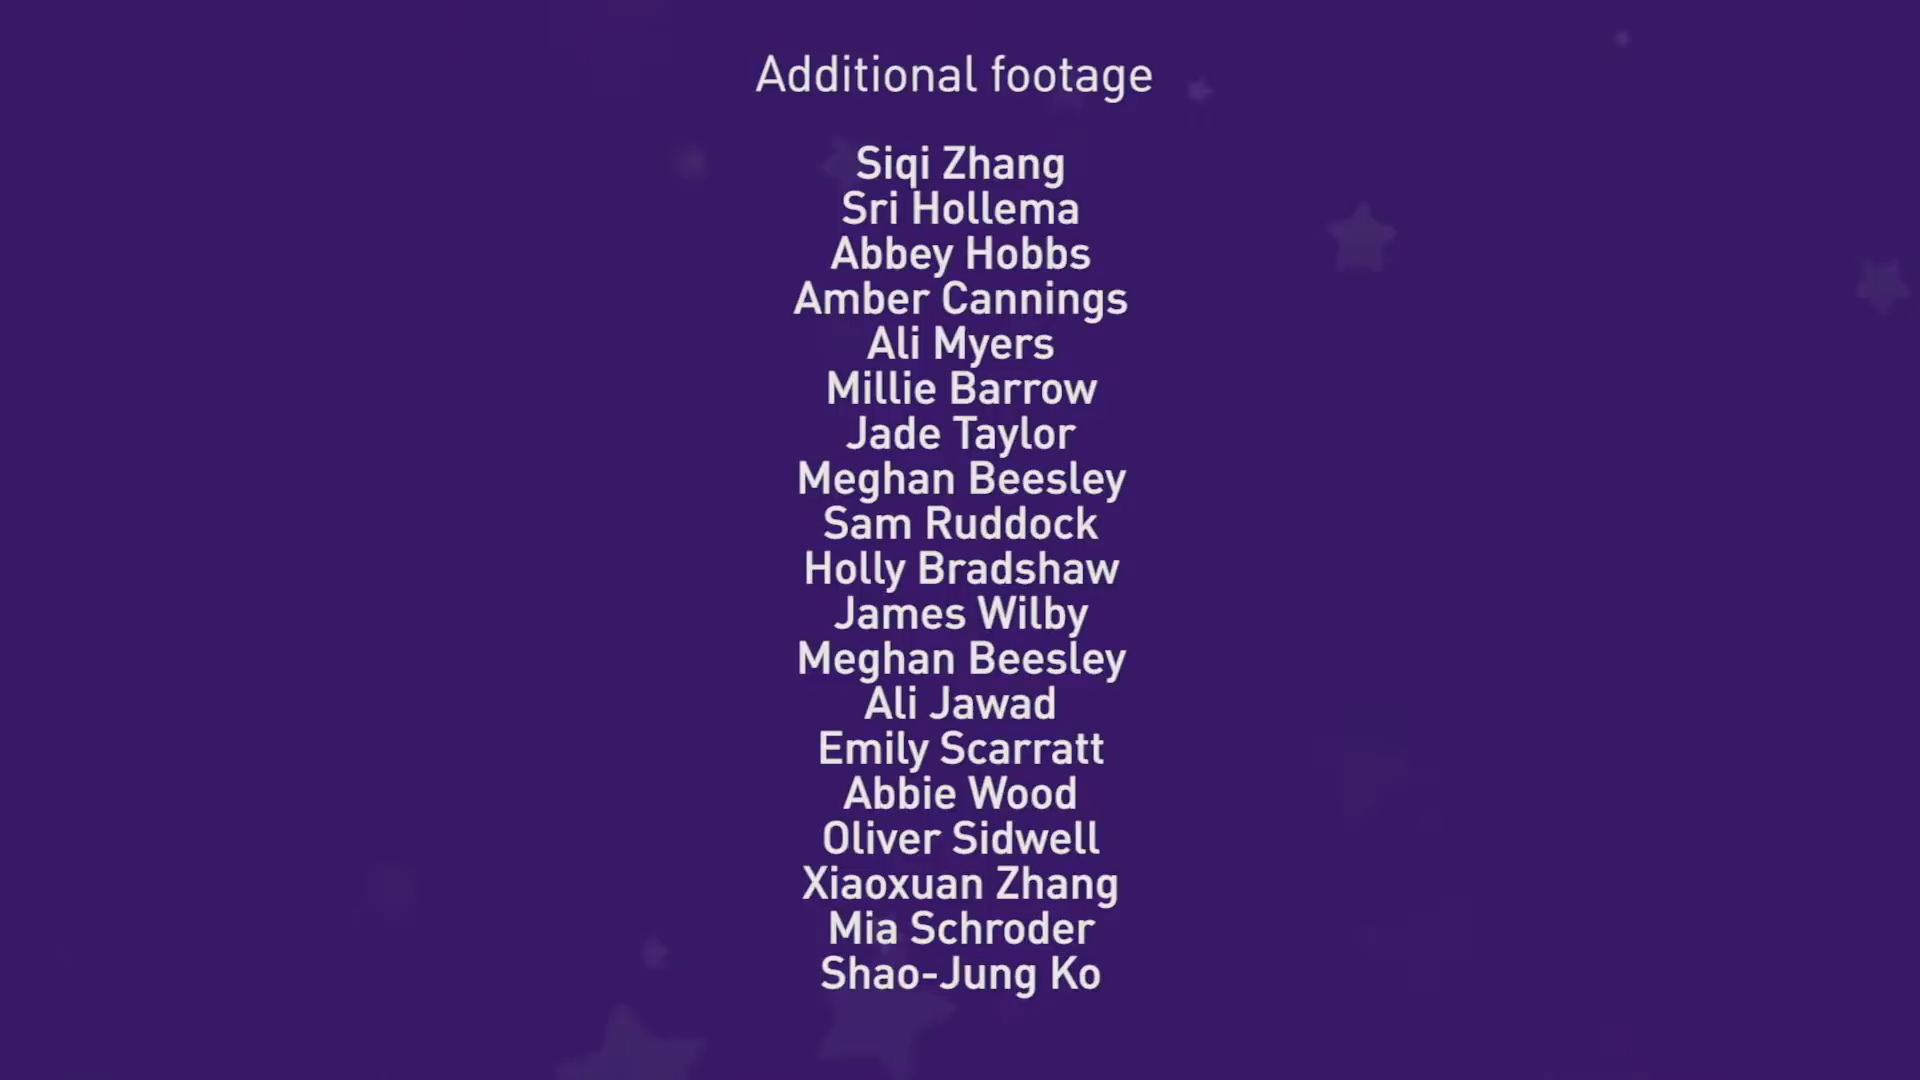 Additional footage
Siqi Zhang
Sri Hollema
Abbey Hobbs
Amber Cannings
Ali Myers
Millie Barrow
Jade Taylor
Meghan Beesley
Sam Ruddock
Holly Bradshaw
James Wilby
Meghan Beesley
Ali Jawad
Emily Scarratt
Abbie Wood
Oliver Sidwell
Xiaoxuan Zhang
Mia Schroder
Shao-Jung Ko